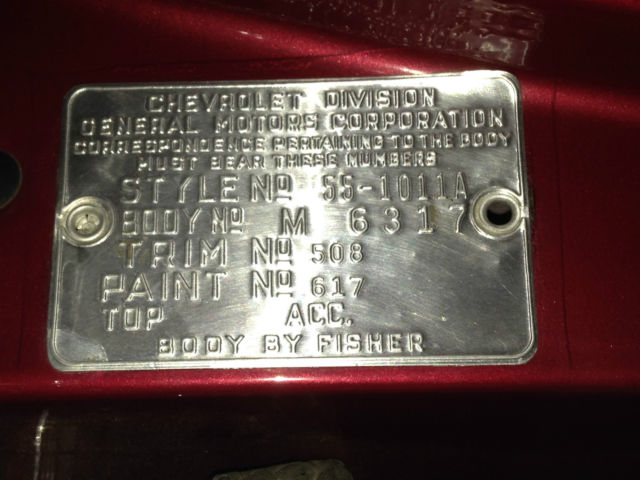 CHEVROLET DIVISION
GENERAL MOTORS CORPORATION
CORRESPONDENCE PERTAINING TO THE BODY
MUST BEAR THESE NUMBERS
STYLE No 55-1011A
BODY No M 6317
TRIM No 508
PAINT No 617
TOP ACC.
BODY BY FISHER